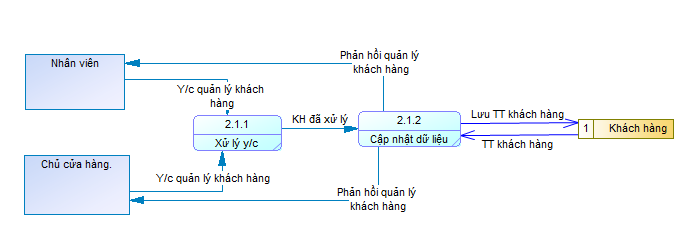 Nhân viên
Phản hồi quản lý
khách hàng
Y/c quản lý khách
hàng
2.1.1
Xử lý y/c
KH đã xử lý
2.1.2
Cập nhật dữ liệu
Lưu TT khách hàng
TT khách hàng
1 Khách hàng
Chủ cửa hàng.
Y/c quản lý khách hàng
Phản hồi quản lý
khách hàng